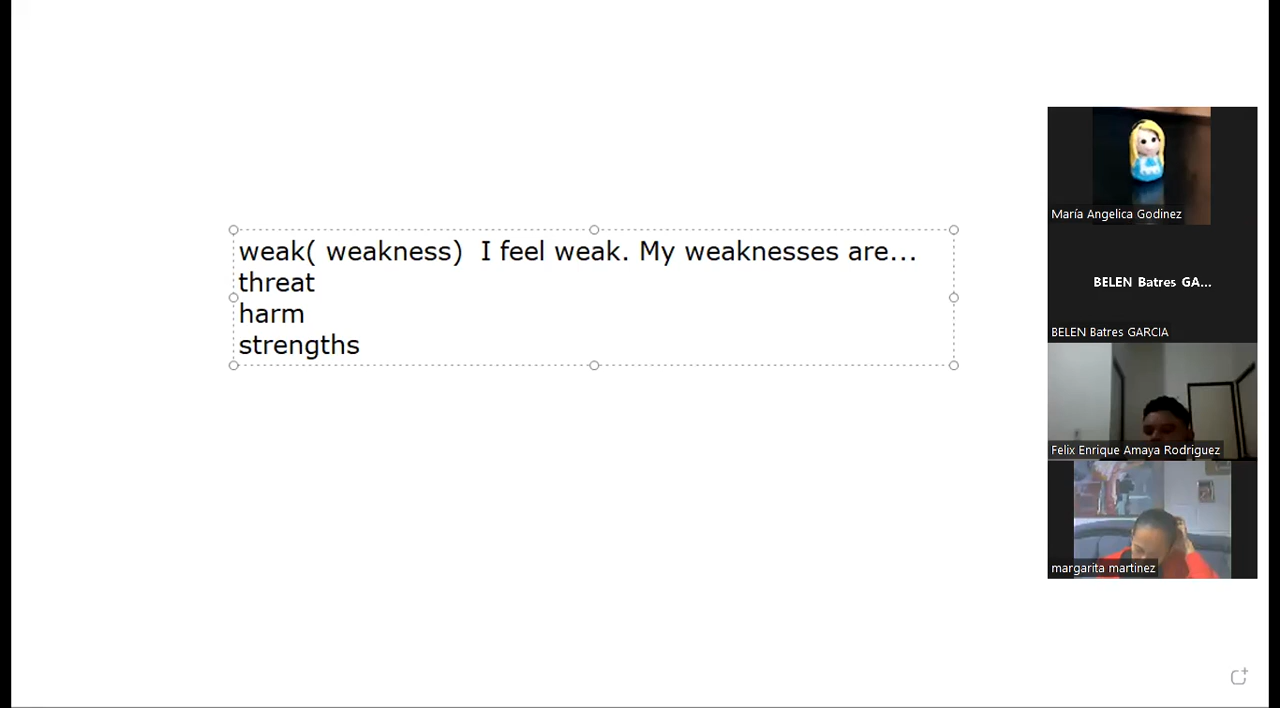 weak( weakness)  I feel weak. My weaknesses are...
threat
harm
strengths
María Angelica Godinez
BELEN Batres GA...
BELEN Batres GARCIA
Felix Enrique Amaya Rodriguez
margarita martinez